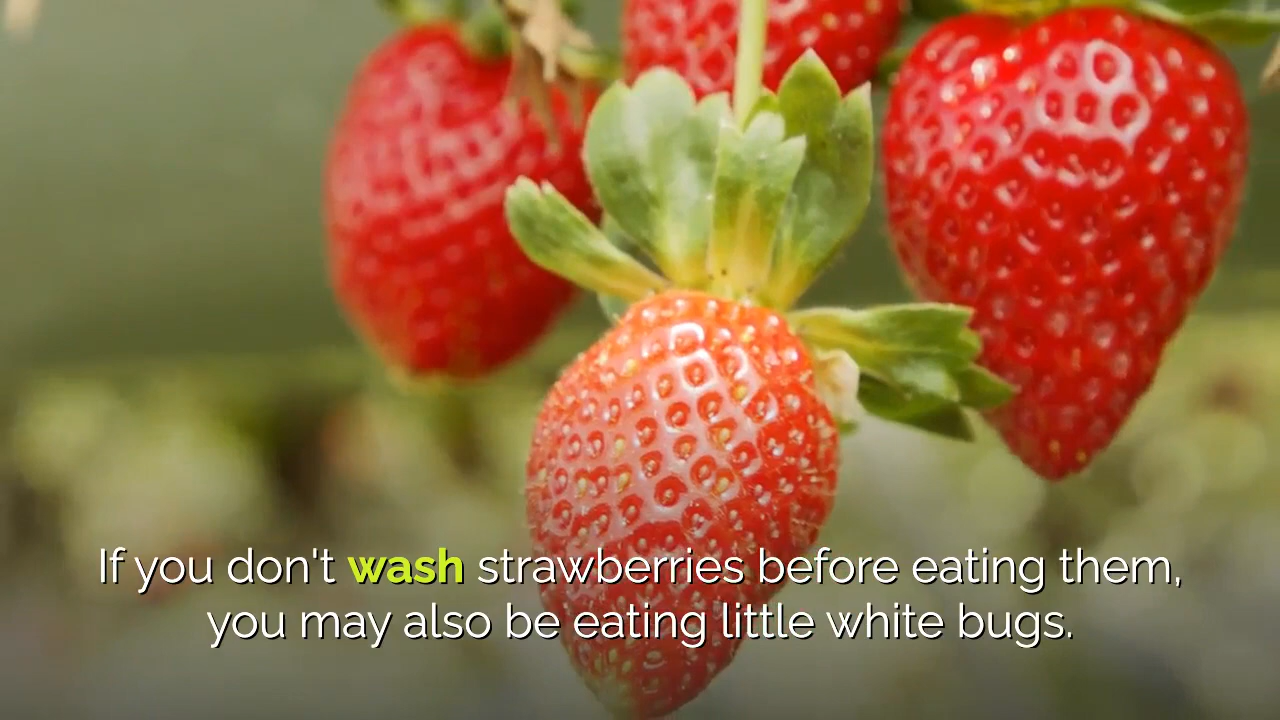 If you don't wash strawberries before eating them,
you may also be eating little white bugs.